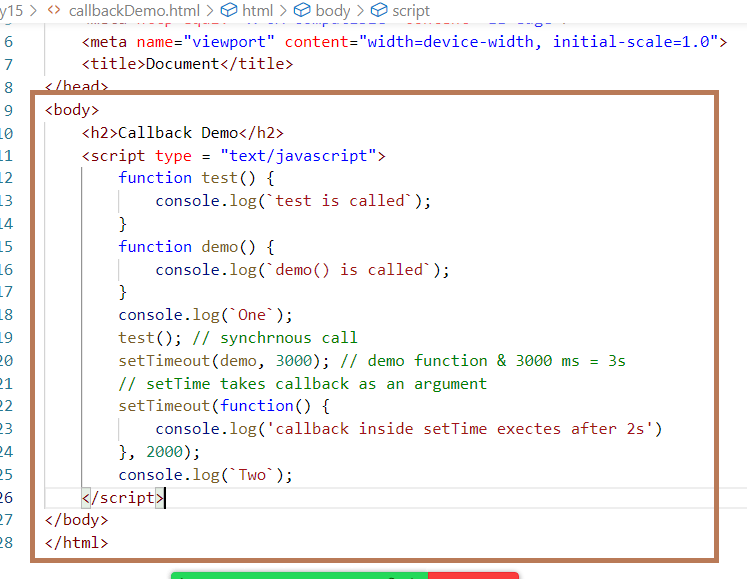 y15 > <> callbackDemo.html > html > body > script
6 <meta name="viewport" content="width=device-width, initial-scale=1.0">
7 <title>Document</title>
8 </head>
9 <body>
10 <h2>Callback Demo</h2>
11 <script type = "text/javascript">
12 function test() {
13 console.log(`test is called`);
14 }
15 function demo() {
16 console.log(`demo() is called`);
17 }
18 console.log(`One`);
19 test(); // synchrnous call
20 setTimeout(demo, 3000); // demo function & 3000 ms = 3s
21 // setTime takes callback as an argument
22 setTimeout(function() {
23 console.log('callback inside setTime exectes after 2s')
24 }, 2000);
25 console.log(`Two`);
26 </script>
27 </body>
28 </html>